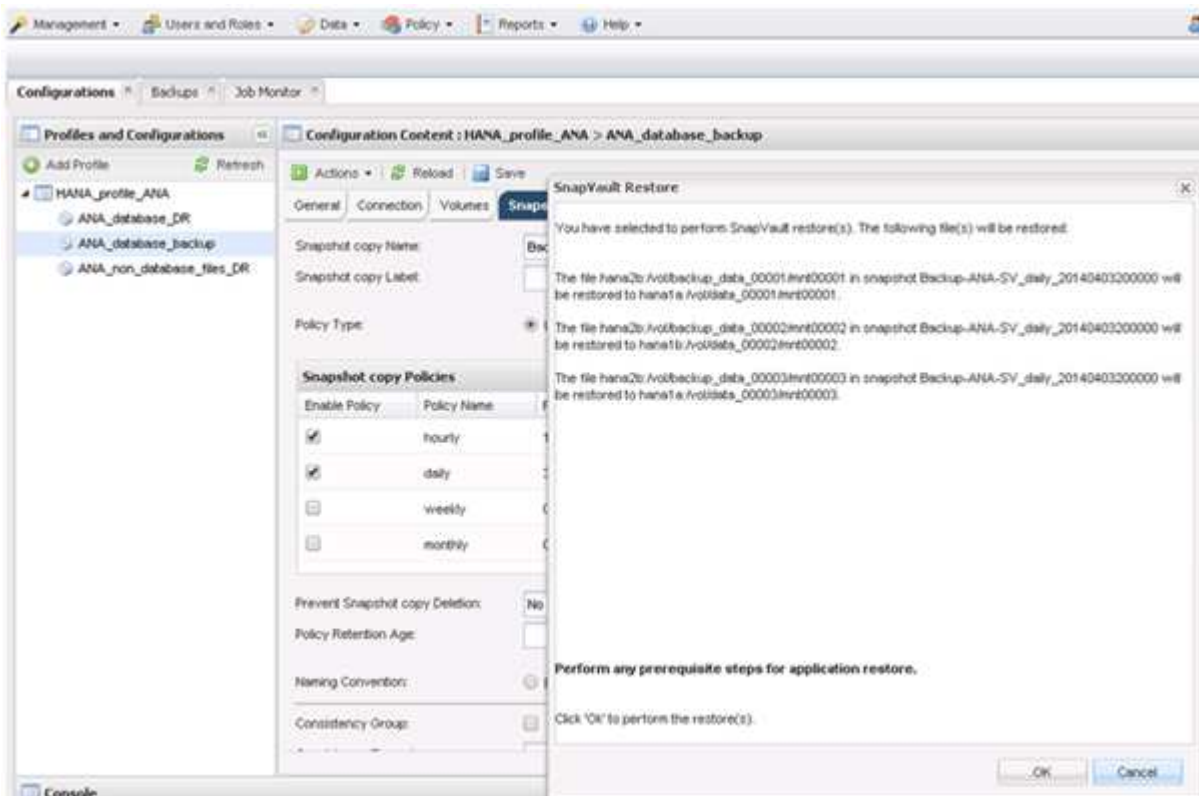 Management Users and Roles Data Policy Reports Help
Configurations Backups Job Monitor
Profiles and Configurations
Add Profile Refresh
HANA_profile_ANA
ANA_database_DR
ANA_database_backup
ANA_non_database_files_DR
Configuration Content : HANA_profile_ANA > ANA_database_backup
Actions Reload Save
General Connection Volumes Snaps
Snapshot copy Name: Bac
Snapshot copy Label:
Policy Type:
Snapshot copy Policies
Enable Policy Policy Name
hourly
daily
weekly
monthly
Prevent Snapshot copy Deletion: No
Policy Retention Age:
Naming Convention:
Consistency Group:
SnapVault Restore
You have selected to perform SnapVault restore(s). The following file(s) will be restored:
The file hana2b:/vol/backup_data_00001/mnt00001 in snapshot Backup-ANA-SV_daily_20140403200000 will
be restored to hana1a:/vol/data_00001/mnt00001.
The file hana2b:/vol/backup_data_00002/mnt00002 in snapshot Backup-ANA-SV_daily_20140403200000 will
be restored to hana1b:/vol/data_00002/mnt00002.
The file hana2b:/vol/backup_data_00003/mnt00003 in snapshot Backup-ANA-SV_daily_20140403200000 will
be restored to hana1a:/vol/data_00003/mnt00003.
Perform any prerequisite steps for application restore.
Click 'OK' to perform the restore(s).
OK Cancel
Console